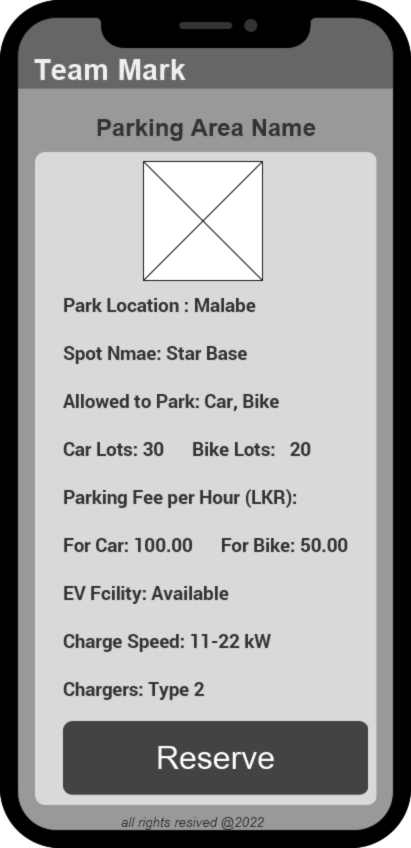 Team Mark
Parking Area Name
Park Location : Malabe
Spot Nmae: Star Base
Allowed to Park: Car, Bike
Car Lots: 30 Bike Lots: 20
Parking Fee per Hour (LKR):
For Car: 100.00 For Bike: 50.00
EV Fcility: Available
Charge Speed: 11-22 kW
Chargers: Type 2
Reserve
all rights resived @2022